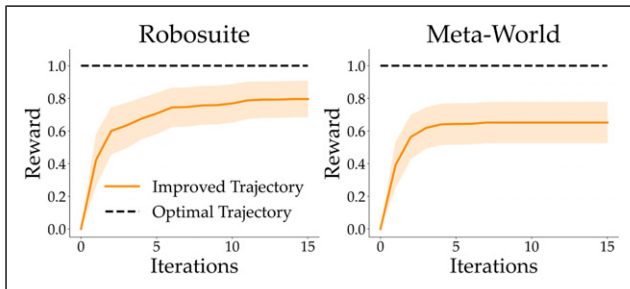 Robosuite
Reward
1.0
0.8
0.6
0.4
0.2
0.0
Improved Trajectory
Optimal Trajectory
0 5 10 15
Iterations
Meta-World
Reward
1.0
0.8
0.6
0.4
0.2
0.0
0 5 10 15
Iterations